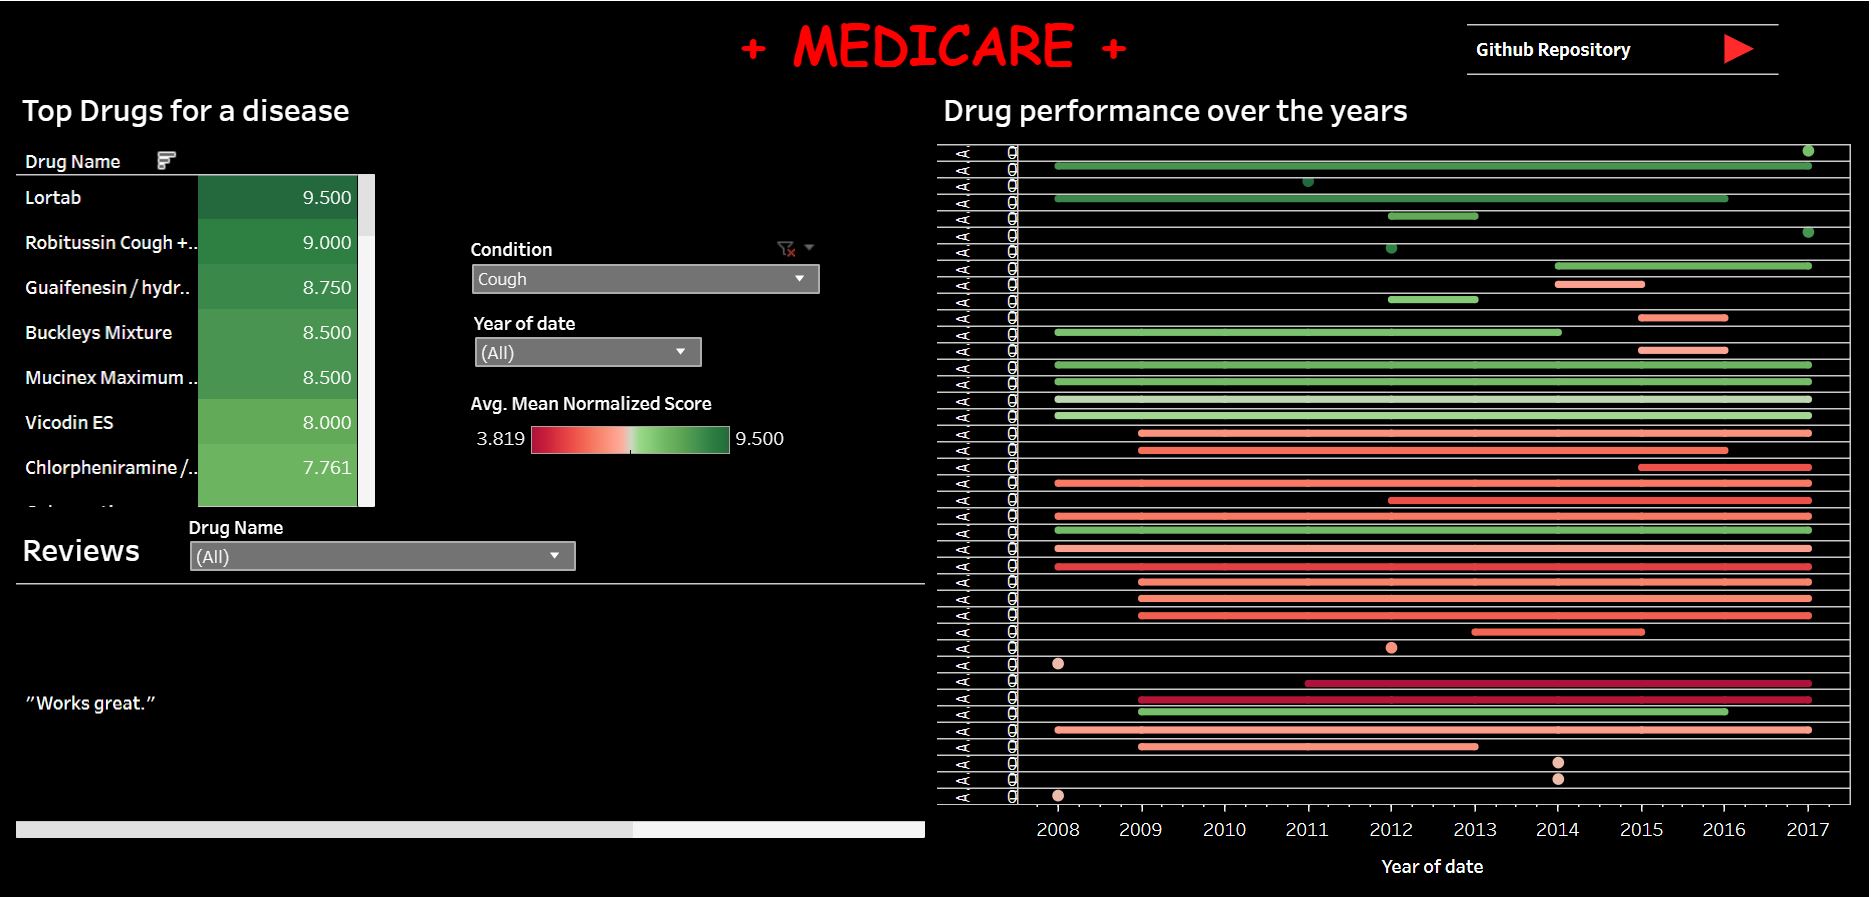 + MEDICARE +
Github Repository
Top Drugs for a disease
Drug Name
Lortab 9.500
Robitussin Cough +.. 9.000
Guaifenesin / hydr.. 8.750
Buckleys Mixture 8.500
Mucinex Maximum .. 8.500
Vicodin ES 8.000
Chlorpheniramine /.. 7.761
Condition
Cough
Year of date
(All)
Avg. Mean Normalized Score
3.819 9.500
Reviews
Drug Name
(All)
"Works great."
Drug performance over the years
2008 2009 2010 2011 2012 2013 2014 2015 2016 2017
Year of date